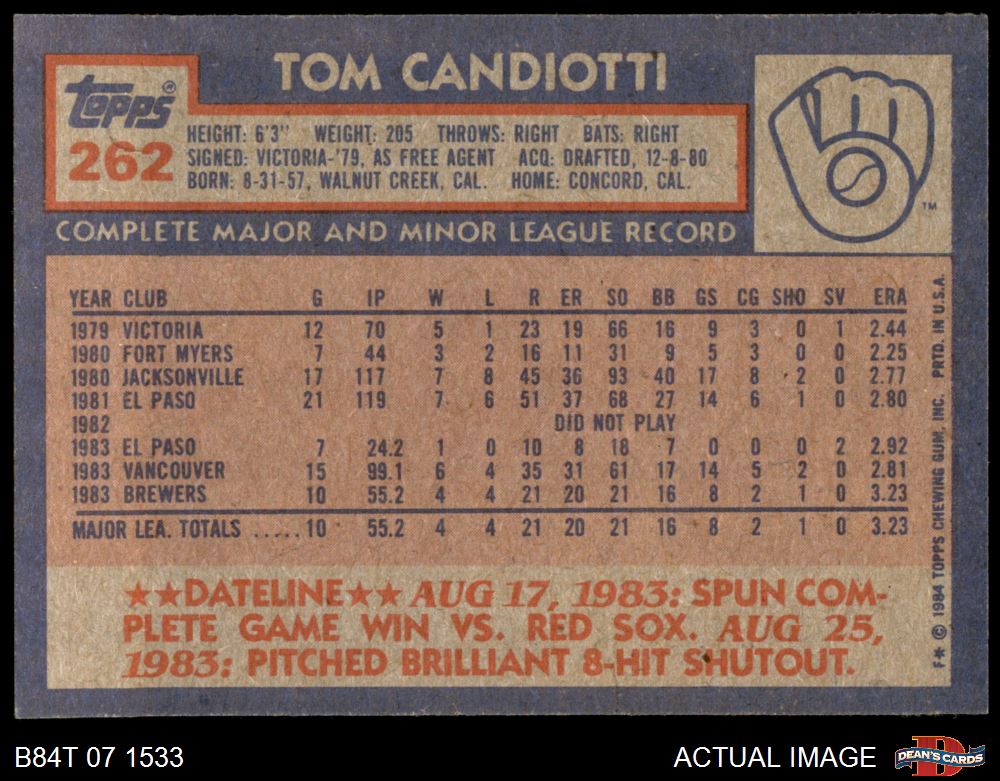 TOM CANDIOTTI
topps®
262
HEIGHT: 6'3" WEIGHT: 205 THROWS: RIGHT BATS: RIGHT
SIGNED: VICTORIA-'79, AS FREE AGENT ACQ: DRAFTED, 12-8-80
BORN: 8-31-57, WALNUT CREEK, CAL. HOME: CONCORD, CAL.
TM
COMPLETE MAJOR AND MINOR LEAGUE RECORD
YEAR CLUB G IP W L R ER SO BB GS CG SHO SV ERA
1979 VICTORIA 12 70 5 1 23 19 66 16 9 3 0 1 2.44
1980 FORT MYERS 7 44 3 2 16 11 31 9 5 3 0 0 2.25
1980 JACKSONVILLE 17 117 7 8 45 36 93 40 17 8 2 0 2.77
1981 EL PASO 21 119 7 6 51 37 68 27 14 6 1 0 2.80
1982 DID NOT PLAY
1983 EL PASO 7 24.2 1 0 10 8 18 7 0 0 0 2 2.92
1983 VANCOUVER 15 99.1 6 4 35 31 61 17 14 5 2 0 2.81
1983 BREWERS 10 55.2 4 4 21 20 21 16 8 2 1 0 3.23
MAJOR LEA. TOTALS .....10 55.2 4 4 21 20 21 16 8 2 1 0 3.23
★★DATELINE★★ AUG 17, 1983: SPUN COM-
PLETE GAME WIN VS. RED SOX. AUG 25,
1983: PITCHED BRILLIANT 8-HIT SHUTOUT.
F* © 1984 TOPPS CHEWING GUM, INC. PRTD. IN U.S.A.
B84T 07 1533
ACTUAL IMAGE
DEAN'S CARDS